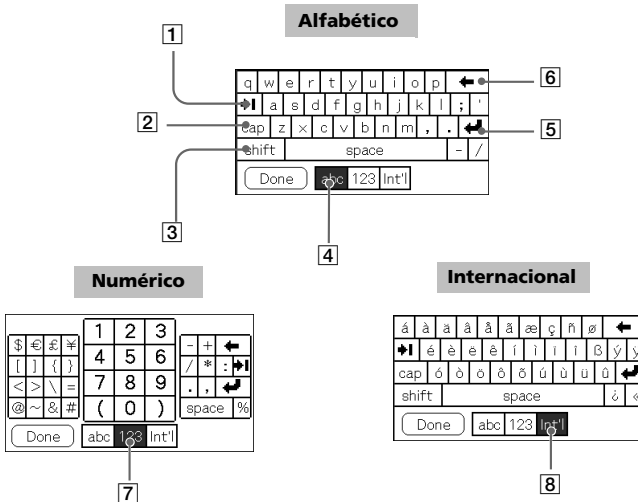 Alfabético
1
q w e r t y u i o p
6
a s d f g h j k l ; '
2
cap z x c v b n m , .
5
shift space - /
Done abc 123 Int'l
3
4
Numérico
1 2 3
$ € £ ¥ - +
4 5 6
[ ] { } / * :
7 8 9
< > \ = . ,
( 0 )
@ ~ & # space %
Done abc 123 Int'l
7
Internacional
á à ä â å ã æ ç ñ ø
é è ë ê í ì ï î ß ý ÿ
cap ó ò ö ô õ ú ù ü û
shift space ¿ «
Done abc 123 Int'l
8